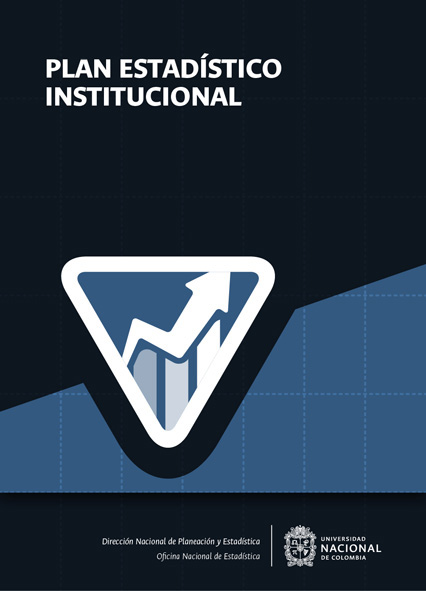 PLAN ESTADÍSTICO
INSTITUCIONAL
Dirección Nacional de Planeación y Estadística
Oficina Nacional de Estadística
UNIVERSIDAD
NACIONAL
DE COLOMBIA